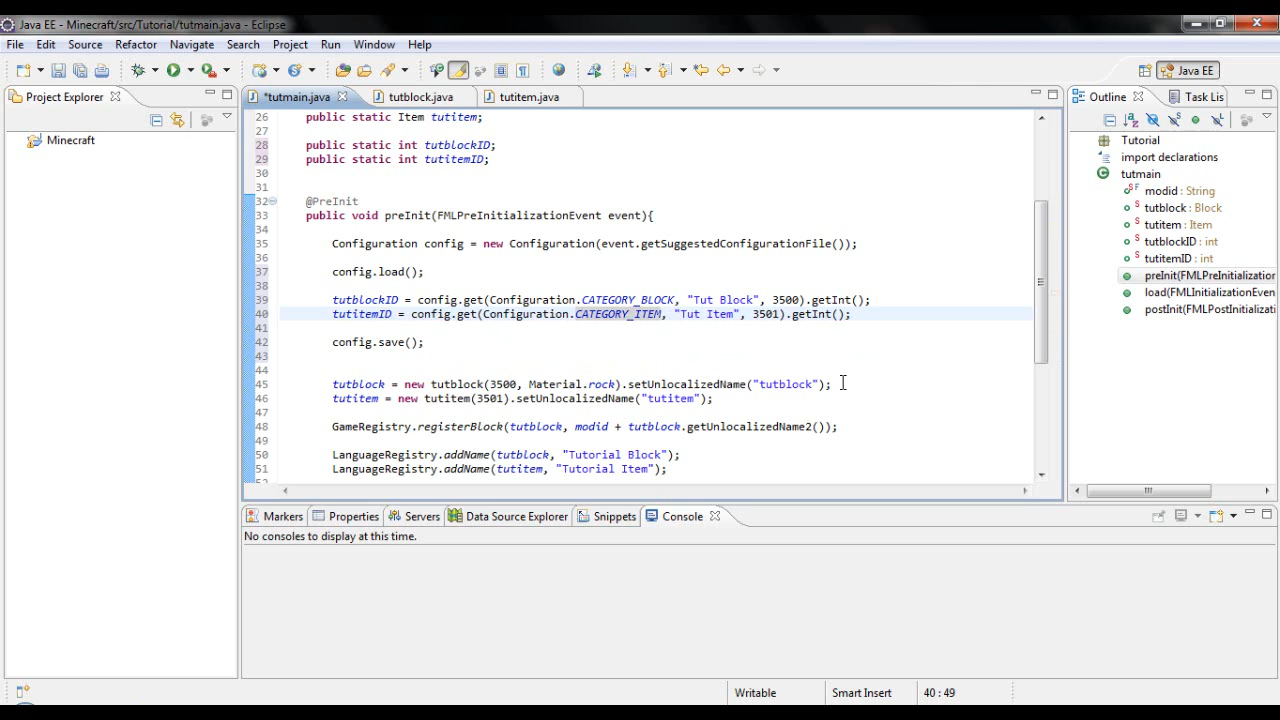 Java EE - Minecraft/src/Tutorial/tutmain.java - Eclipse
File Edit Source Refactor Navigate Search Project Run Window Help
Java EE
Project Explorer
Minecraft
*tutmain.java tutblock.java tutitem.java
26 public static Item tutitem;
27
28 public static int tutblockID;
29 public static int tutitemID;
30
31
32 @PreInit
33 public void preInit(FMLPreInitializationEvent event){
34
35 Configuration config = new Configuration(event.getSuggestedConfigurationFile());
36
37 config.load();
38
39 tutblockID = config.get(Configuration.CATEGORY_BLOCK, "Tut Block", 3500).getInt();
40 tutitemID = config.get(Configuration.CATEGORY_ITEM, "Tut Item", 3501).getInt();
41
42 config.save();
43
44
45 tutblock = new tutblock(3500, Material.rock).setUnlocalizedName("tutblock");
46 tutitem = new tutitem(3501).setUnlocalizedName("tutitem");
47
48 GameRegistry.registerBlock(tutblock, modid + tutblock.getUnlocalizedName2());
49
50 LanguageRegistry.addName(tutblock, "Tutorial Block");
51 LanguageRegistry.addName(tutitem, "Tutorial Item");
Outline Task Lis
Tutorial
import declarations
tutmain
modid : String
tutblock : Block
tutitem : Item
tutblockID : int
tutitemID : int
preInit(FMLPreInitialization
load(FMLInitializationEven
postInit(FMLPostInitializati
Markers Properties Servers Data Source Explorer Snippets Console
No consoles to display at this time.
Writable Smart Insert 40 : 49